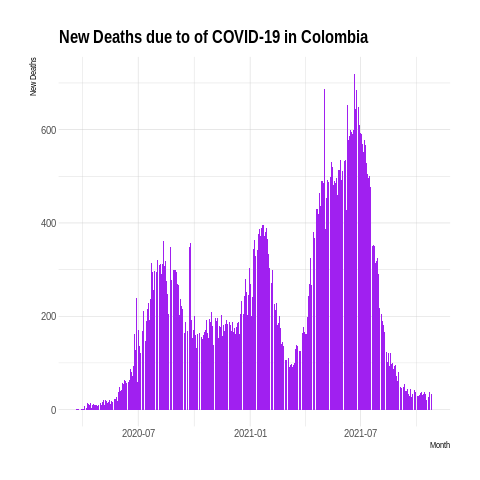 New Deaths due to of COVID-19 in Colombia
New Deaths
600
400
200
0
2020-07
2021-01
2021-07
Month